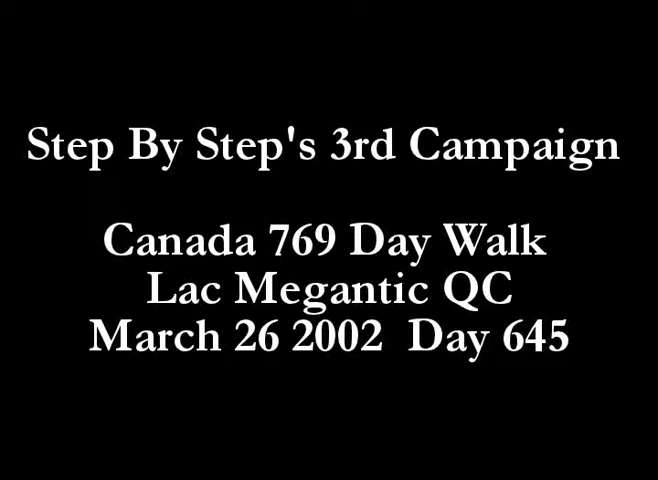 Step By Step's 3rd Campaign
Canada 769 Day Walk
Lac Megantic QC
March 26 2002  Day 645